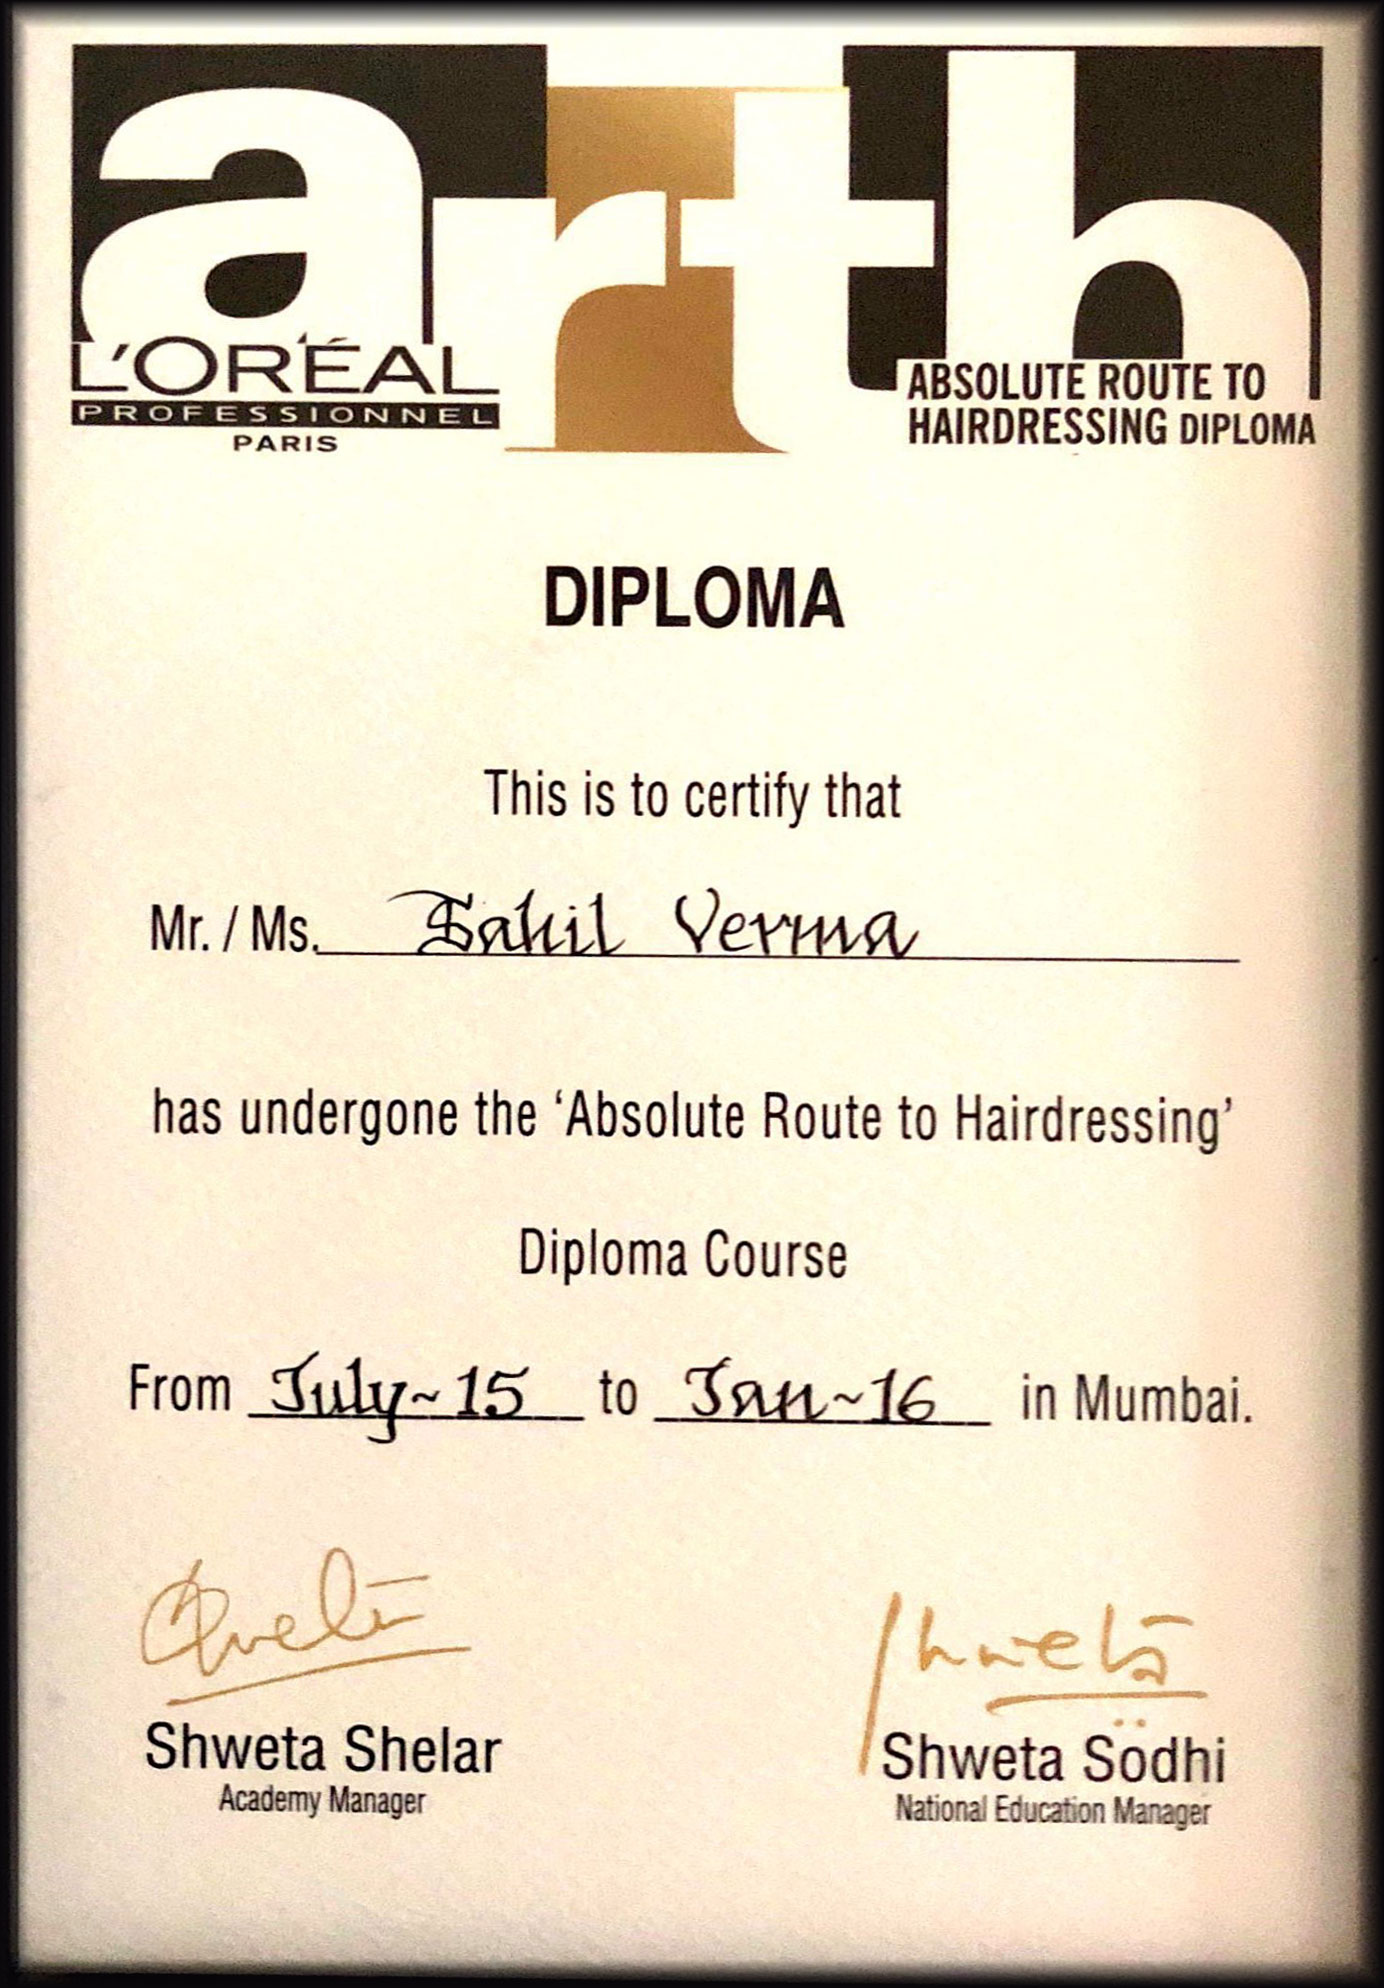 arth
L'ORÉAL
PROFESSIONNEL
PARIS
ABSOLUTE ROUTE TO
HAIRDRESSING DIPLOMA
DIPLOMA
This is to certify that
Mr. / Ms. Sahil Verma
has undergone the ‘Absolute Route to Hairdressing’
Diploma Course
From July~15 to Jan~16 in Mumbai.
Shweta Shweta
Shweta Shelar Shweta Sodhi
Academy Manager National Education Manager